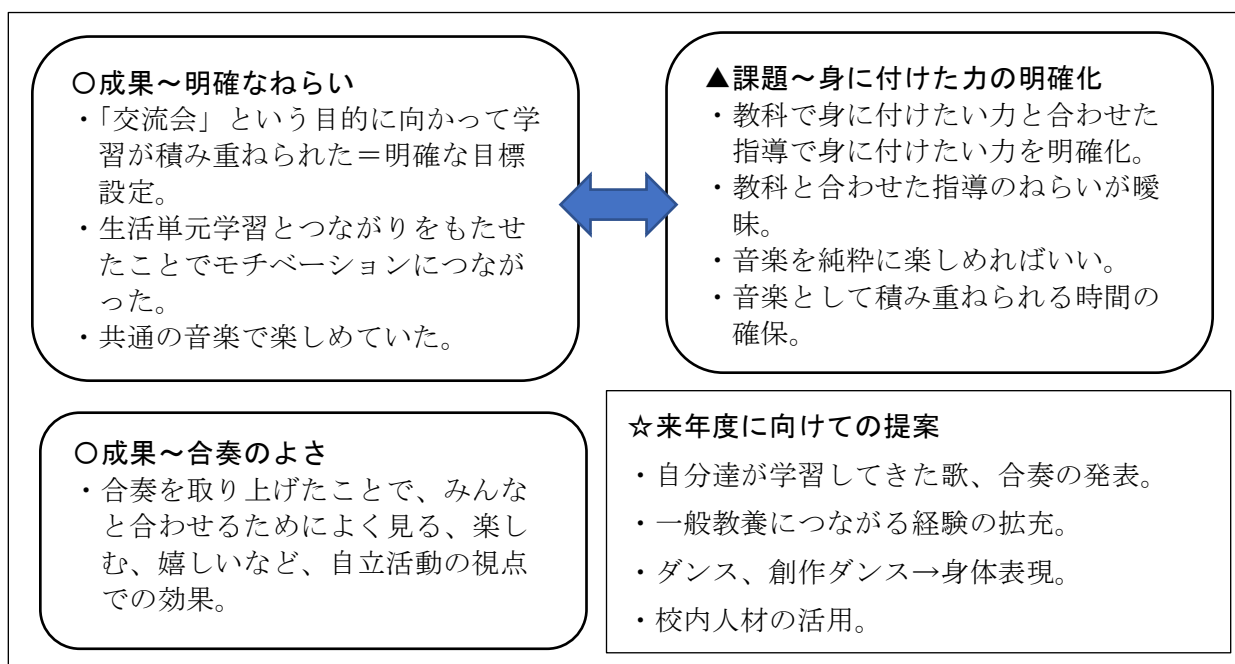 〇成果～明確なねらい
・「交流会」という目的に向かって学
習が積み重ねられた＝明確な目標
設定。
・生活単元学習とつながりをもたせ
たことでモチベーションにつなが
った。
・共通の音楽で楽しめていた。
▲課題～身に付けた力の明確化
・教科で身に付けたい力と合わせた
指導で身に付けたい力を明確化。
・教科と合わせた指導のねらいが曖
昧。
・音楽を純粋に楽しめればいい。
・音楽として積み重ねられる時間の
確保。
〇成果～合奏のよさ
・合奏を取り上げたことで、みんな
と合わせるためによく見る、楽し
む、嬉しいなど、自立活動の視点
での効果。
☆来年度に向けての提案
・自分達が学習してきた歌、合奏の発表。
・一般教養につながる経験の拡充。
・ダンス、創作ダンス→身体表現。
・校内人材の活用。